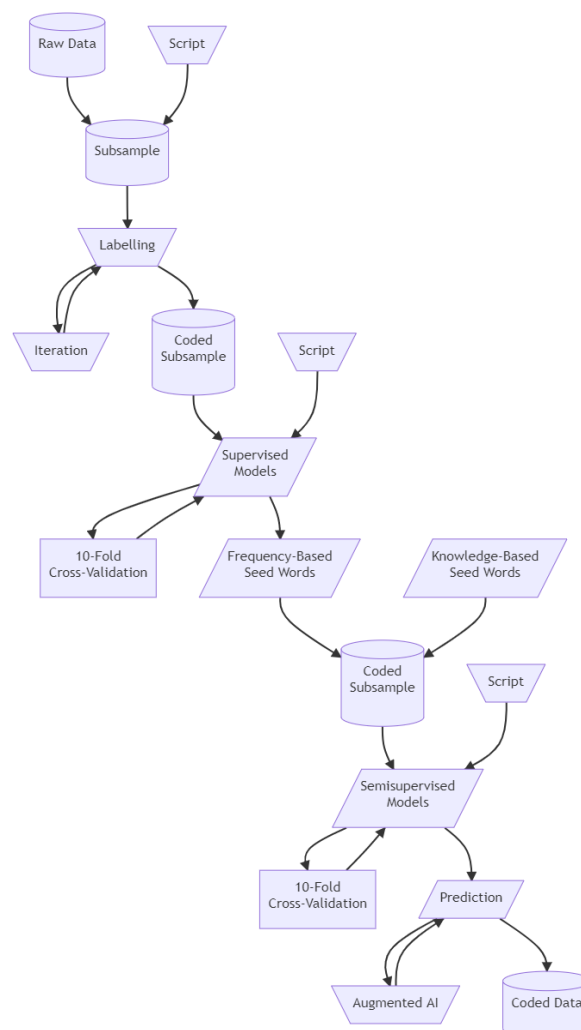 Raw Data
Script
Subsample
Labelling
Iteration
Coded
Subsample
Script
Supervised
Models
10-Fold
Cross-Validation
Frequency-Based
Seed Words
Knowledge-Based
Seed Words
Coded
Subsample
Script
Semisupervised
Models
10-Fold
Cross-Validation
Prediction
Augmented AI
Coded Data